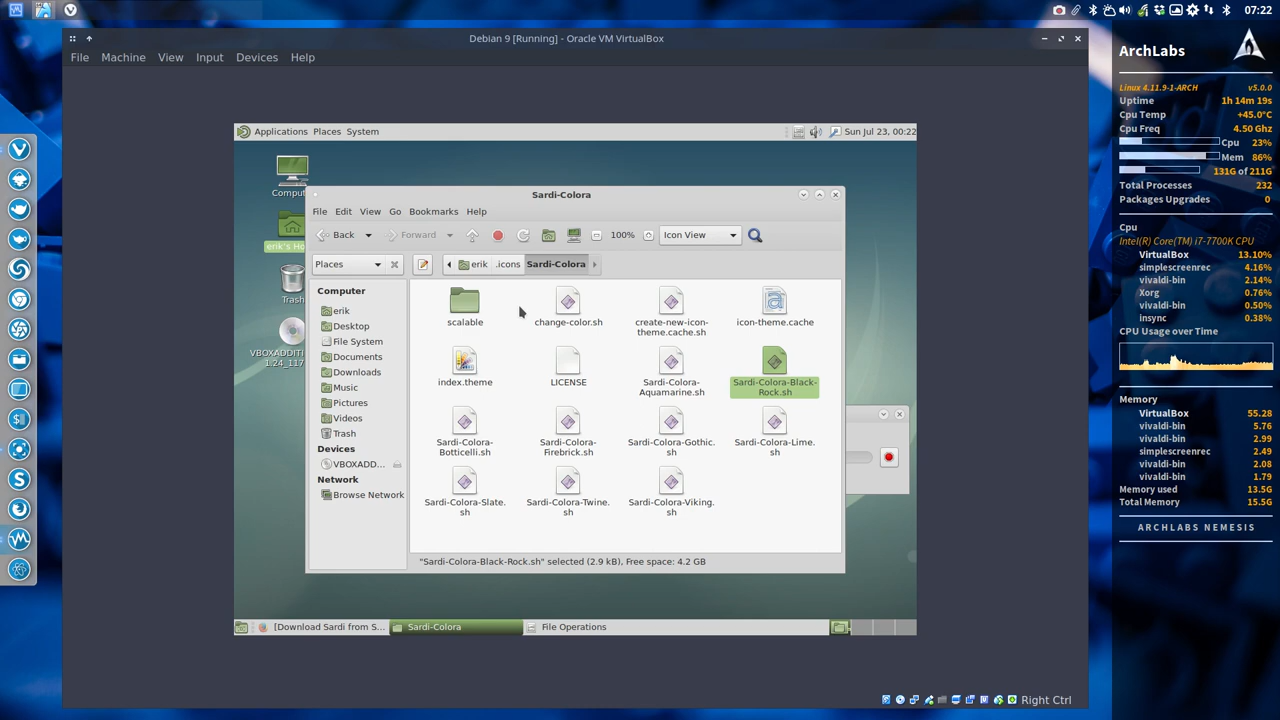 07:22
Debian 9 [Running] - Oracle VM VirtualBox
File Machine View Input Devices Help
Applications Places System
Sun Jul 23, 00:22
Comput
erik's Ho
Trash
VBOXADDITI
1.24_117
Sardi-Colora
File Edit View Go Bookmarks Help
Back Forward 100% Icon View
Places
erik .icons Sardi-Colora
Computer
erik
Desktop
File System
Documents
Downloads
Music
Pictures
Videos
Trash
Devices
VBOXADD...
Network
Browse Network
scalable
change-color.sh
create-new-icon-
theme.cache.sh
icon-theme.cache
index.theme
LICENSE
Sardi-Colora-
Aquamarine.sh
Sardi-Colora-Black-
Rock.sh
Sardi-Colora-
Botticelli.sh
Sardi-Colora-
Firebrick.sh
Sardi-Colora-Gothic.
sh
Sardi-Colora-Lime.
sh
Sardi-Colora-Slate.
sh
Sardi-Colora-Twine.
sh
Sardi-Colora-Viking.
sh
"Sardi-Colora-Black-Rock.sh" selected (2.9 kB), Free space: 4.2 GB
[Download Sardi from S... Sardi-Colora File Operations
Right Ctrl
ArchLabs
Linux 4.11.9-1-ARCH v5.0.0
Uptime 1h 14m 19s
Cpu Temp +45.0°C
Cpu Freq 4.50 Ghz
Cpu 23%
Mem 86%
131G of 211G
Total Processes 232
Packages Upgrades 0
Cpu
Intel(R) Core(TM) i7-7700K CPU
VirtualBox 13.10%
simplescreenrec 4.16%
vivaldi-bin 2.14%
Xorg 0.76%
vivaldi-bin 0.50%
insync 0.38%
CPU Usage over Time
Memory
VirtualBox 55.28
vivaldi-bin 5.76
vivaldi-bin 2.99
simplescreenrec 2.49
vivaldi-bin 2.08
vivaldi-bin 1.79
Memory used 13.5G
Total Memory 15.5G
ARCHLABS NEMESIS